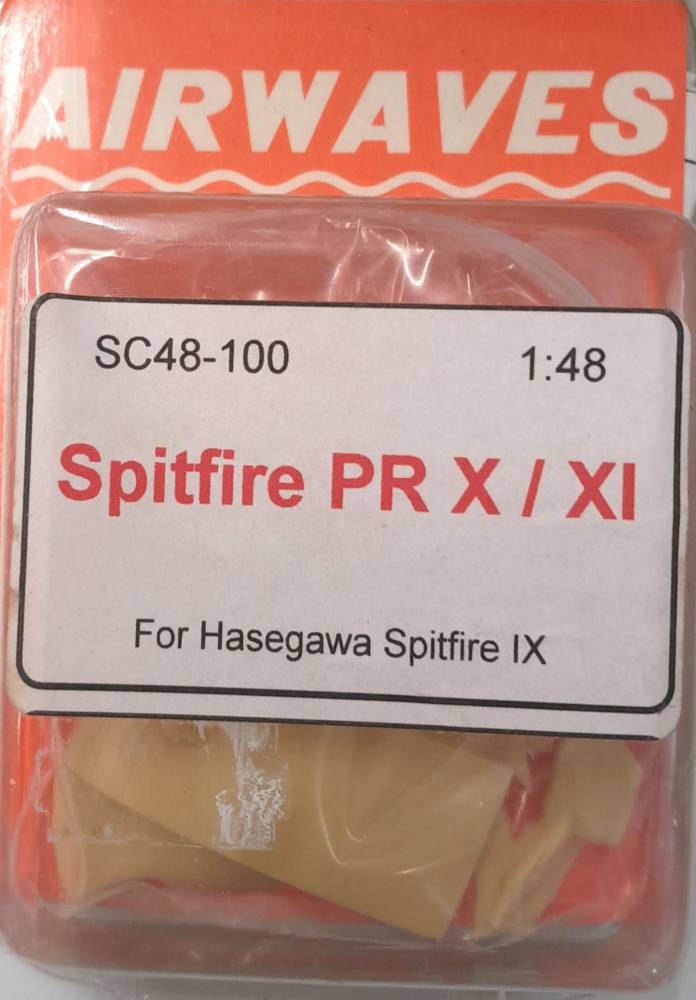 AIRWAVES
SC48-100 1:48
Spitfire PR X / XI
For Hasegawa Spitfire IX